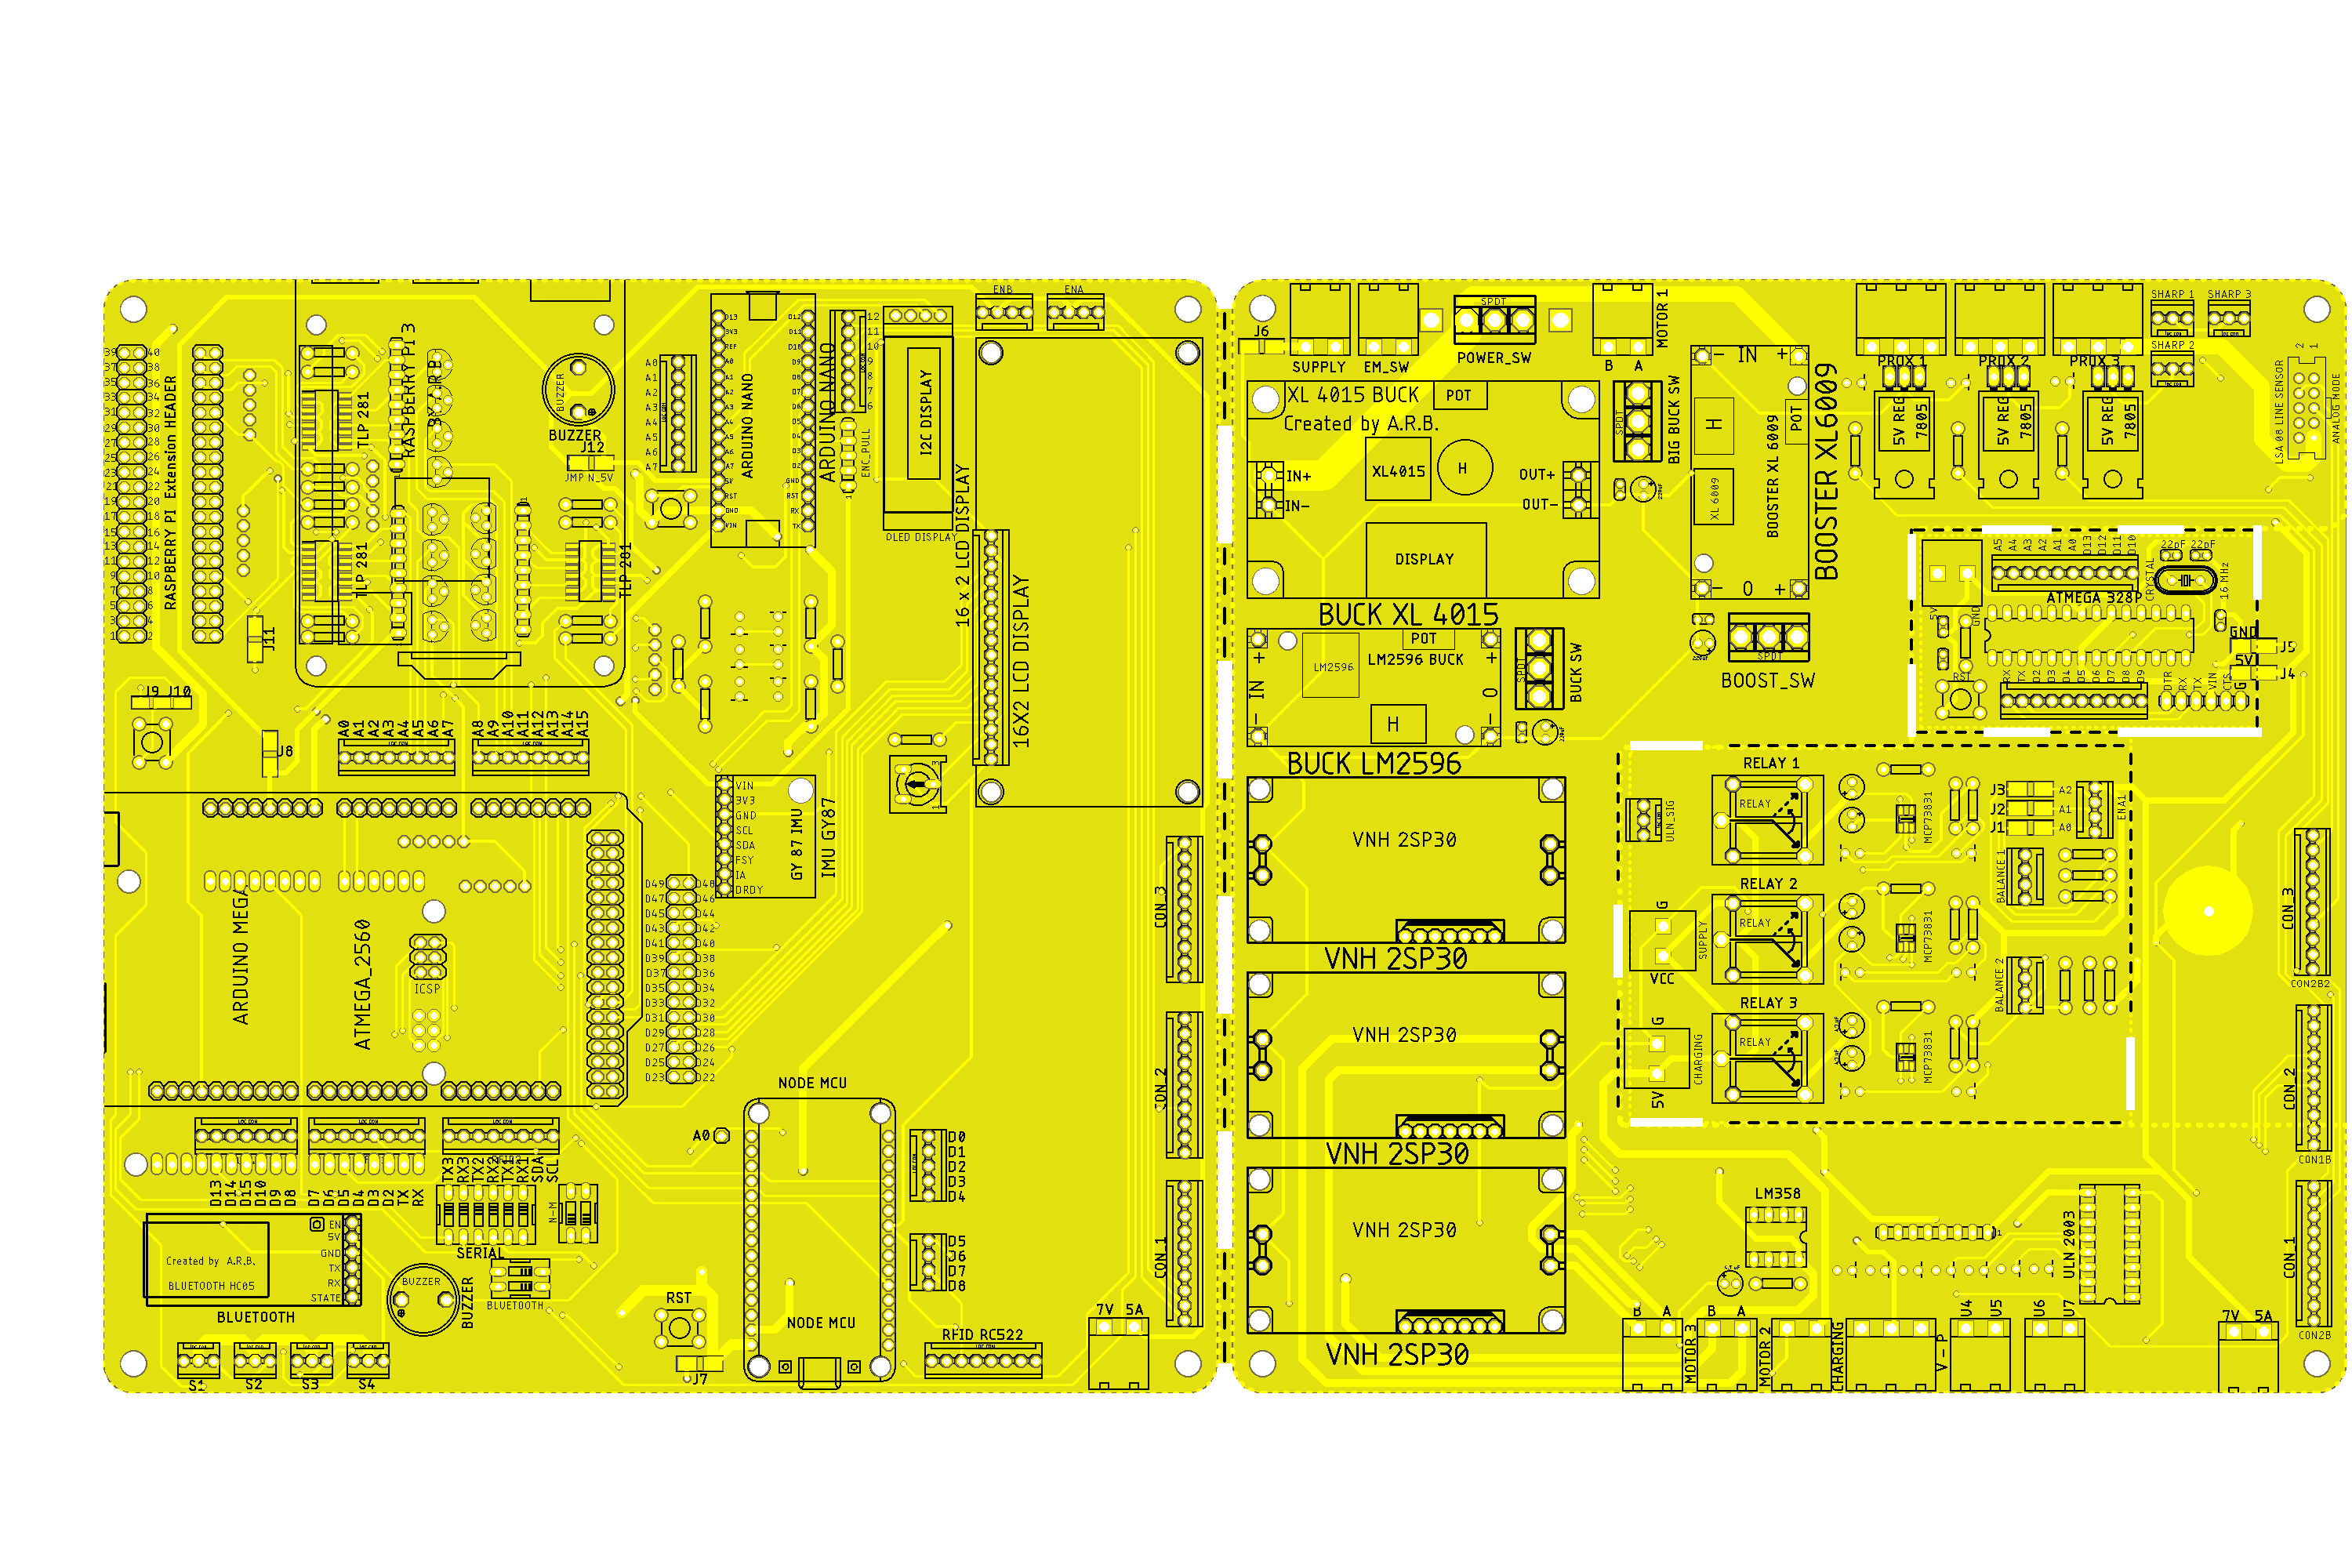 ENB
ENA
BUZZER
BUZZER
J12
JMP N_5V
RASPBERRY PI 3
BY A.R.B
RASPBERRY PI Extension HEADER
39 40
37 38
35 36
33 34
31 32
29 30
27 28
25 26
23 24
21 22
19 20
17 18
15 16
13 14
11 12
9 10
7 8
5 6
3 4
1 2
TLP 281
TLP 281
TLP 281
J11
J9 J10
J8
A0
A1
A2
A3
A4
A5
A6
A7
D13
3V3
REF
A0
A1
A2
A3
A4
A5
A6
A7
5V
RST
GND
VIN
D12
D11
D10
D9
D8
D7
D6
D5
D4
D3
D2
GND
RST
RX
TX
ARDUINO NANO
ARDUINO NANO
12
11
10
9
8
7
6
ENC_PULL
I2C DISPLAY
OLED DISPLAY
16 x 2 LCD DISPLAY
16X2 LCD DISPLAY
A0 A1 A2 A3 A4 A5 A6 A7
A8 A9 A10 A11 A12 A13 A14 A15
VIN
3V3
GND
SCL
SDA
FSY
IA
DRDY
GY 87 IMU
IMU GY87
ARDUINO MEGA
ATMEGA_2560
ICSP
D49 D48
D47 D46
D45 D44
D43 D42
D41 D40
D39 D38
D37 D36
D35 D34
D33 D32
D31 D30
D29 D28
D27 D26
D25 D24
D23 D22
CON_3
CON_2
CON_1
NODE MCU
A0
D0
D1
D2
D3
D4
D5
D6
D7
D8
NODE MCU
RST
J7
RFID RC522
7V 5A
D13 D14 D15 D10 D9 D8
D7 D6 D5 D4 D3 D2 TX RX
TX3 RX3 TX2 RX2 TX1 RX1 SDA SCL
N-M
SERIAL
BLUETOOTH
EN
5V
GND
TX
RX
STATE
Created by A.R.B.
BLUETOOTH HC05
BLUETOOTH
BUZZER
BUZZER
S1
S2
S3
S4
J6
SUPPLY
EM_SW
SPDT
POWER_SW
B A
MOTOR 1
XL 4015 BUCK
POT
Created by A.R.B.
XL4015
H
IN+
IN-
OUT+
OUT-
DISPLAY
BUCK XL 4015
SPDT
BIG BUCK SW
- IN +
H
POT
XL 6009
BOOSTER XL 6009
BOOSTER XL6009
- O +
SPDT
BOOST_SW
POT
LM2596
LM2596 BUCK
IN
O
H
BUCK LM2596
SPDT
BUCK SW
PROX 1
PROX 2
PROX 3
5V REG
7805
5V REG
7805
5V REG
7805
SHARP 1
SHARP 3
SHARP 2
2 1
LSA 08 LINE SENSOR
ANALOG NODE
A5 A4 A3 A2 A1 A0 D13 D12 D11 D10
22pF 22pF
CRYSTAL
16 MHz
ATMEGA 328P
5V
GND
RST
RX TX D2 D3 D4 D5 D6 D7 D8 D9
DTR RX TX VIN CTS G
GND
5V
J5
J4
VNH 2SP30
VNH 2SP30
VNH 2SP30
VNH 2SP30
VNH 2SP30
VNH 2SP30
RELAY 1
RELAY
RELAY 2
RELAY
RELAY 3
RELAY
ULN_SIG
G
SUPPLY
VCC
G
CHARGING
5V
MCP73831
MCP73831
MCP73831
J3 A2
J2 A1
J1 A0
ENA1
BALANCE 1
BALANCE 2
CON_3
CON2B2
CON_2
CON1B
CON_1
CON2B
LM358
ULN 2003
B A
MOTOR 3
B A
MOTOR 2
CHARGING
V - P
U4 U5
U6 U7
7V 5A